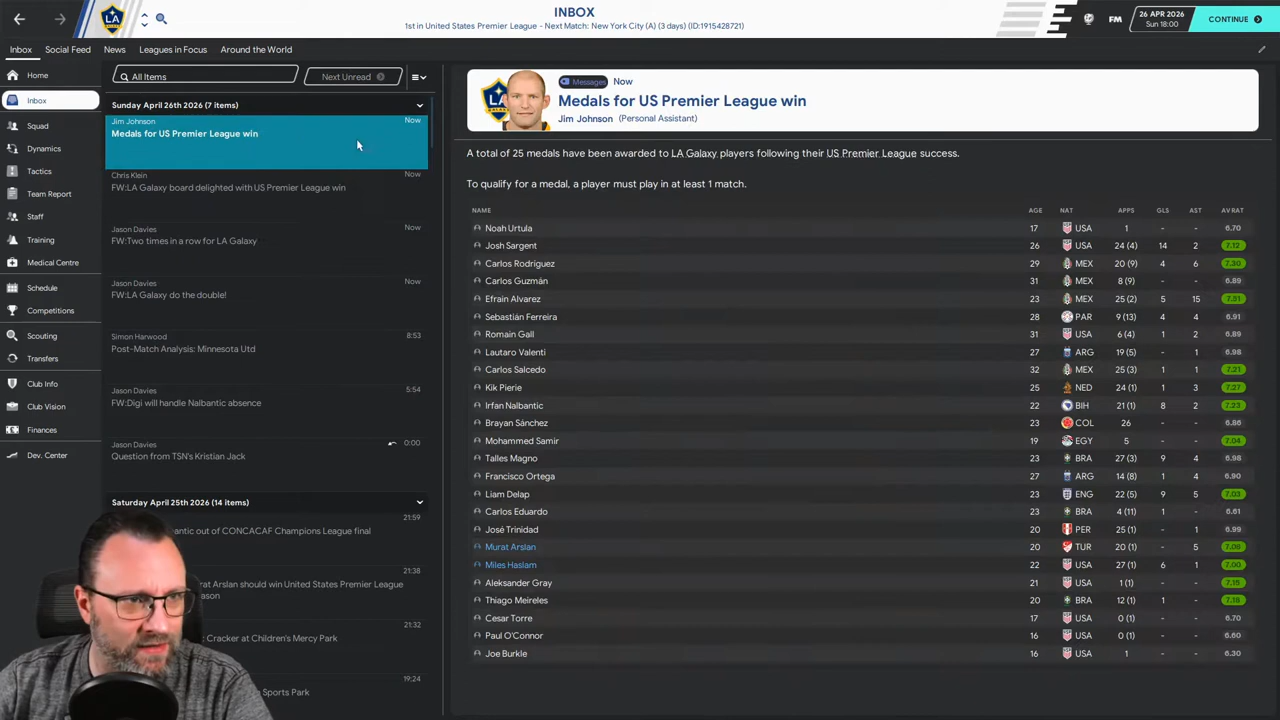 INBOX
1st in United States Premier League - Next Match: New York City (A) (3 days) (ID:1915428721)
FM
26 APR 2026
Sun 18:00
CONTINUE
Inbox
Social Feed
News
Leagues in Focus
Around the World
Home
Inbox
Squad
Dynamics
Tactics
Team Report
Staff
Training
Medical Centre
Schedule
Competitions
Scouting
Transfers
Club Info
Club Vision
Finances
Dev. Center
All Items
Next Unread
Sunday April 26th 2026 (7 items)
Jim Johnson Now
Medals for US Premier League win
Chris Klein Now
FW:LA Galaxy board delighted with US Premier League win
Jason Davies Now
FW:Two times in a row for LA Galaxy
Jason Davies Now
FW:LA Galaxy do the double!
Simon Harwood 8:53
Post-Match Analysis: Minnesota Utd
Jason Davies 5:54
FW:Digi will handle Nalbantic absence
Jason Davies 0:00
Question from TSN's Kristian Jack
Saturday April 25th 2026 (14 items)
21:59
ntic out of CONCACAF Champions League final
21:38
rat Arslan should win United States Premier League
ason
21:32
: Cracker at Children's Mercy Park
19:24
n Sports Park
LA
Messages Now
Medals for US Premier League win
Jim Johnson (Personal Assistant)
A total of 25 medals have been awarded to LA Galaxy players following their US Premier League success.
To qualify for a medal, a player must play in at least 1 match.
NAME AGE NAT APPS GLS AST AV RAT
Noah Urtula 17 USA 1 - - 6.70
Josh Sargent 26 USA 24 (4) 14 2 7.12
Carlos Rodríguez 29 MEX 20 (9) 4 6 7.30
Carlos Guzmán 31 MEX 8 (9) - - 6.89
Efrain Alvarez 23 MEX 25 (2) 5 15 7.51
Sebastián Ferreira 28 PAR 9 (13) 4 4 6.91
Romain Gall 31 USA 6 (4) 1 2 6.89
Lautaro Valenti 27 ARG 19 (5) - 1 6.98
Carlos Salcedo 32 MEX 25 (3) 1 1 7.21
Kik Pierie 25 NED 24 (1) 1 3 7.27
Irfan Nalbantic 22 BIH 21 (1) 8 2 7.23
Brayan Sánchez 23 COL 26 - - 6.86
Mohammed Samir 19 EGY 5 - - 7.04
Talles Magno 23 BRA 27 (3) 9 4 6.98
Francisco Ortega 27 ARG 14 (8) 1 4 6.90
Liam Delap 23 ENG 22 (5) 9 5 7.03
Carlos Eduardo 23 BRA 4 (11) 1 - 6.61
José Trinidad 20 PER 25 (1) - 1 6.99
Murat Arslan 20 TUR 20 (1) - 5 7.00
Miles Haslam 22 USA 27 (1) 6 1 7.00
Aleksander Gray 21 USA 1 (1) - - 7.15
Thiago Meireles 20 BRA 12 (1) 1 - 7.18
Cesar Torre 17 USA 0 (1) - - 6.70
Paul O'Connor 16 USA 0 (1) - - 6.60
Joe Burkle 16 USA 1 - - 6.30